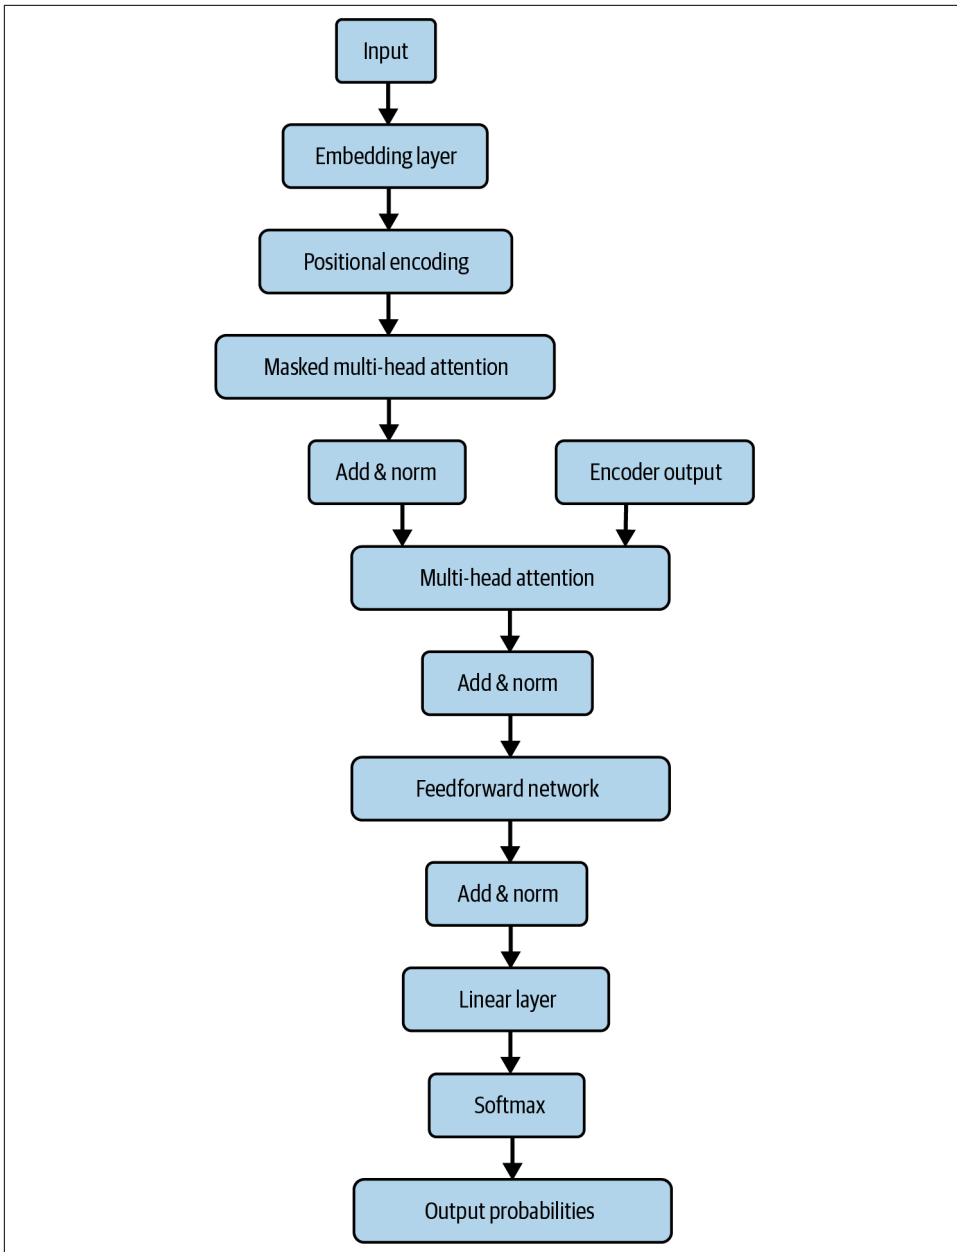 Input
Embedding layer
Positional encoding
Masked multi-head attention
Add & norm
Encoder output
Multi-head attention
Add & norm
Feedforward network
Add & norm
Linear layer
Softmax
Output probabilities